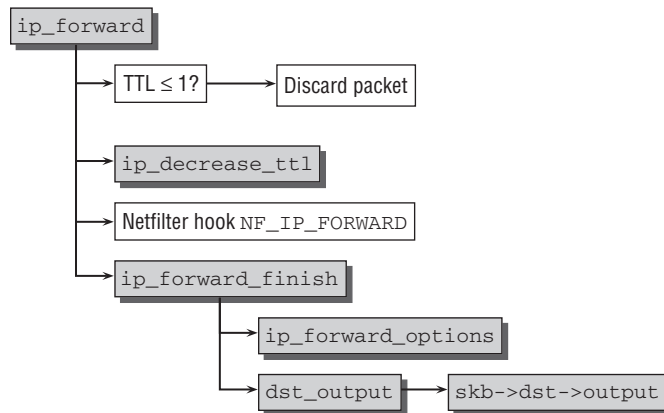 ip_forward
TTL ≤ 1?
Discard packet
ip_decrease_ttl
Netfilter hook NF_IP_FORWARD
ip_forward_finish
ip_forward_options
dst_output
skb->dst->output